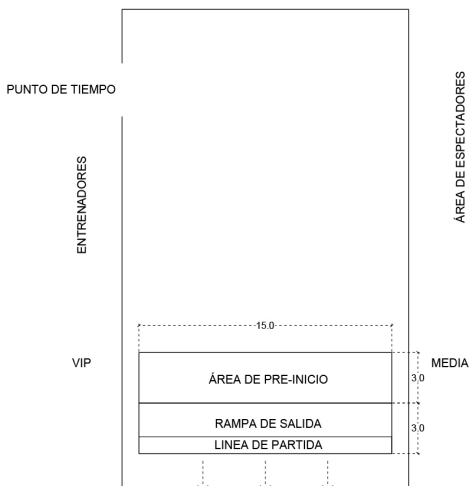 PUNTO DE TIEMPO
ÁREA DE ESPECTADORES
ENTRENADORES
15.0
VIP
MEDIA
ÁREA DE PRE-INICIO
3.0
RAMPA DE SALIDA
3.0
LINEA DE PARTIDA